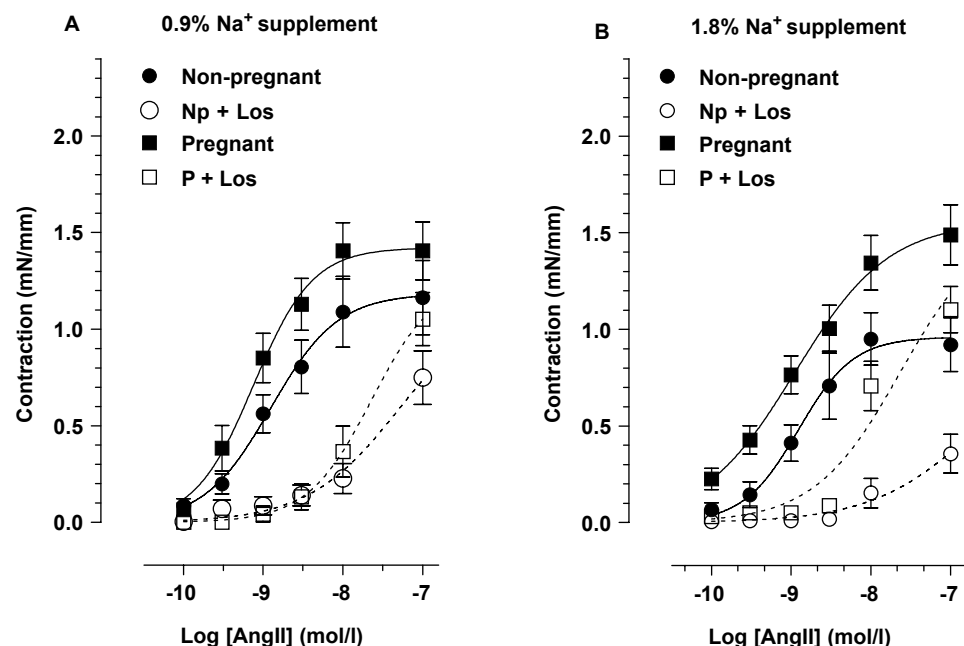 A
0.9% Na+ supplement
Non-pregnant
Np + Los
Pregnant
P + Los
2.0
1.5
1.0
0.5
0.0
Contraction (mN/mm)
-10 -9 -8 -7
Log [AngII] (mol/l)
B
1.8% Na+ supplement
Non-pregnant
Np + Los
Pregnant
P + Los
2.0
1.5
1.0
0.5
0.0
Contraction (mN/mm)
-10 -9 -8 -7
Log [AngII] (mol/l)